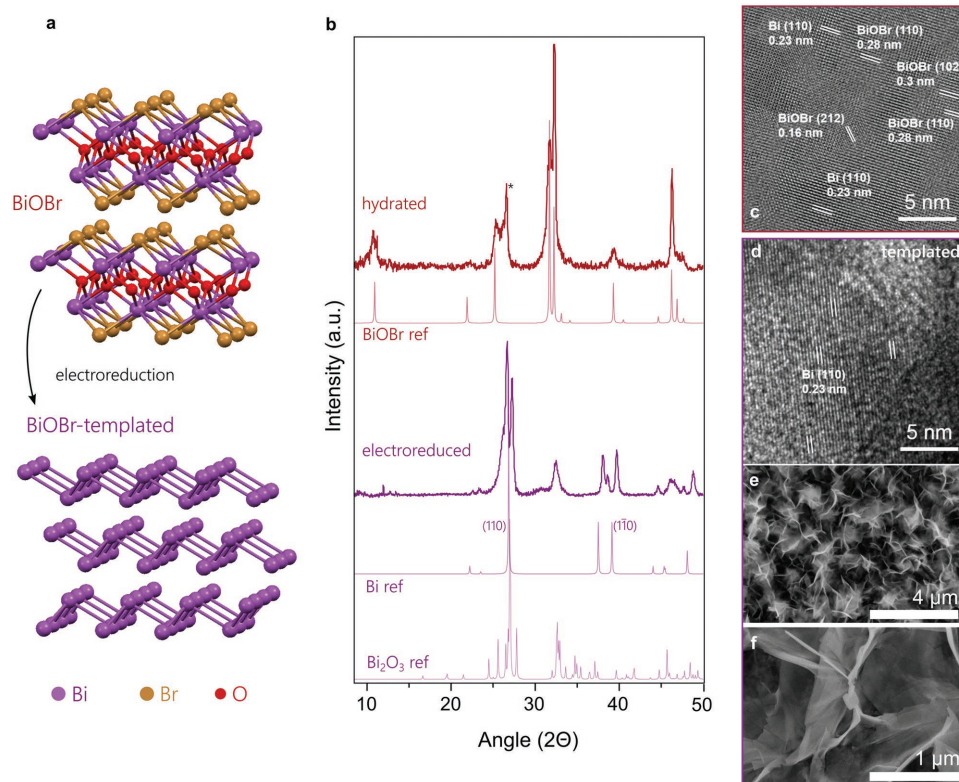 a
BiOBr
electroreduction
BiOBr-templated
Bi
Br
O
b
Intensity (a.u.)
hydrated
*
BiOBr ref
electroreduced
(110)
(1̄10)
Bi ref
Bi₂O₃ ref
10
20
30
40
50
Angle (2Θ)
Bi (110)
0.23 nm
BiOBr (110)
0.28 nm
BiOBr (102
0.3 nm
BiOBr (212)
0.16 nm
BiOBr (110)
0.28 nm
Bi (110)
0.23 nm
c
5 nm
d
templated
Bi (110)
0.23 nm
5 nm
e
4 µm
f
1 µm